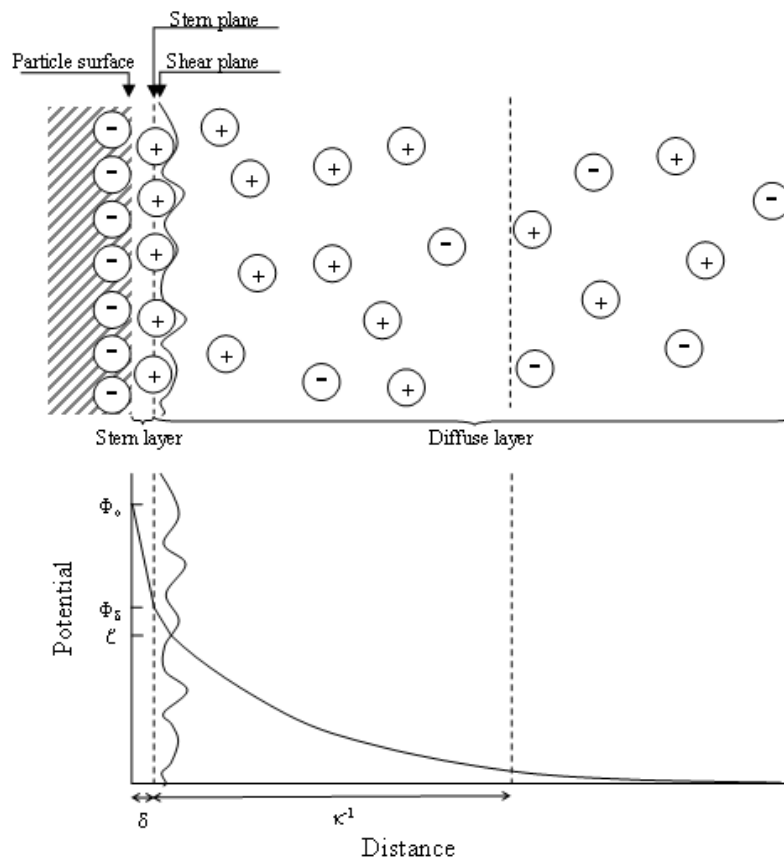 Stern plane
Particle surface
Shear plane
- + + + + - + -
- + + - +
- + + + - + +
- + + + +
- + + + -
- + + - + -
-
Stern layer
Diffuse layer
Φₒ
Φδ
ζ
Potential
δ
κ⁻¹
Distance